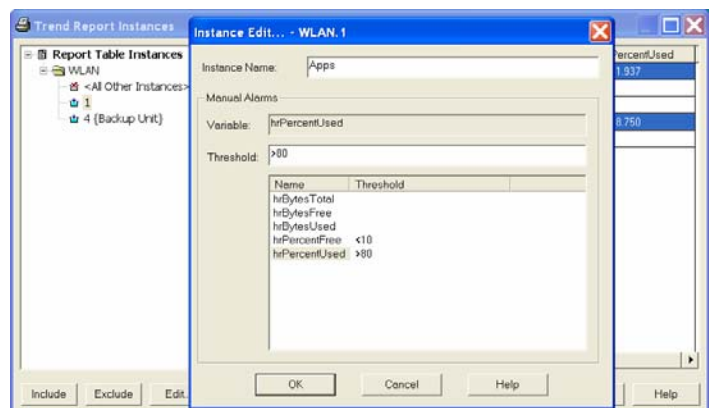 Trend Report Instances
Instance Edit... - WLAN.1
Report Table Instances
WLAN
<All Other Instances>
1
4 {Backup Unit}
PercentUsed
1.937
8.750
Instance Name:
Apps
Manual Alarms
Variable:
hrPercentUsed
Threshold:
>80
Name Threshold
hrBytesTotal
hrBytesFree
hrBytesUsed
hrPercentFree <10
hrPercentUsed >80
OK Cancel Help
Include Exclude Edit. Help